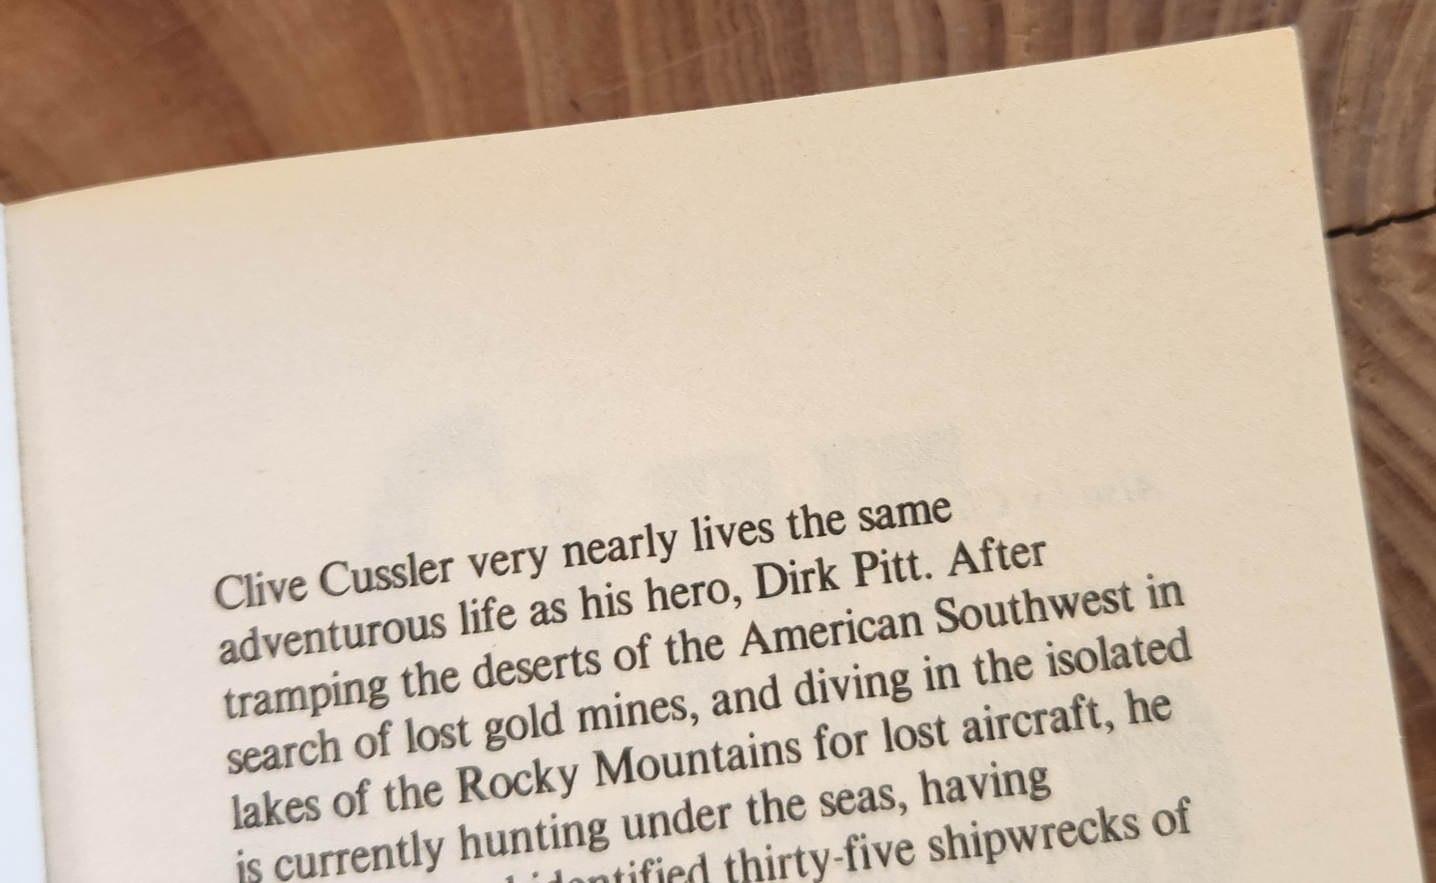 Clive Cussler very nearly lives the same
adventurous life as his hero, Dirk Pitt. After
tramping the deserts of the American Southwest in
search of lost gold mines, and diving in the isolated
lakes of the Rocky Mountains for lost aircraft, he
is currently hunting under the seas, having
identified thirty-five shipwrecks of